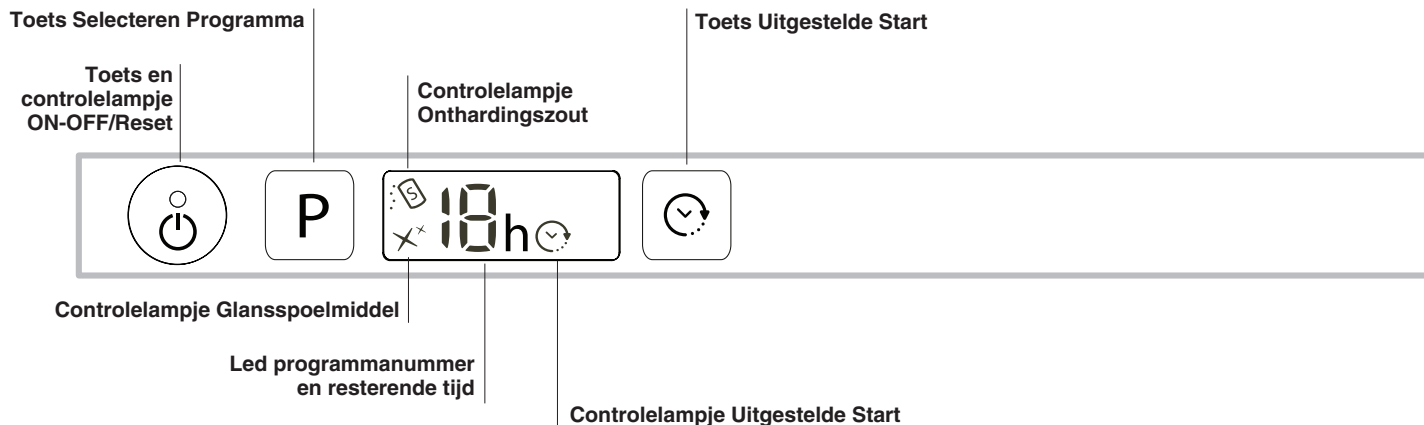 Toets Selecteren Programma
Toets Uitgestelde Start
Toets en
controlelampje
ON-OFF/Reset
Controlelampje
Onthardingszout
P
S
18h
Controlelampje Glansspoelmiddel
Led programmanummer
en resterende tijd
Controlelampje Uitgestelde Start